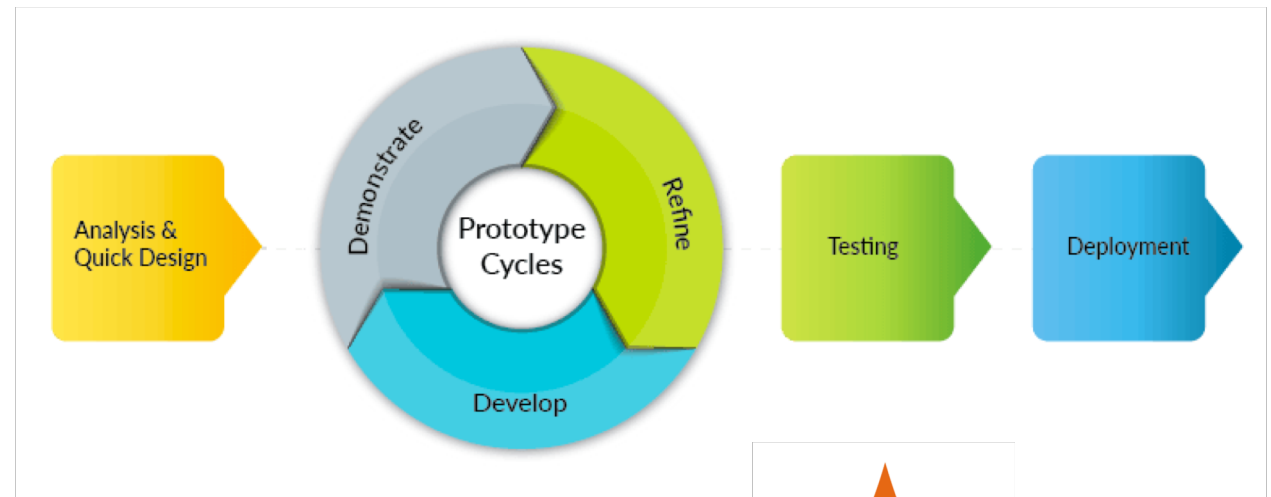 Analysis &
Quick Design
Demonstrate
Refine
Develop
Prototype
Cycles
Testing
Deployment